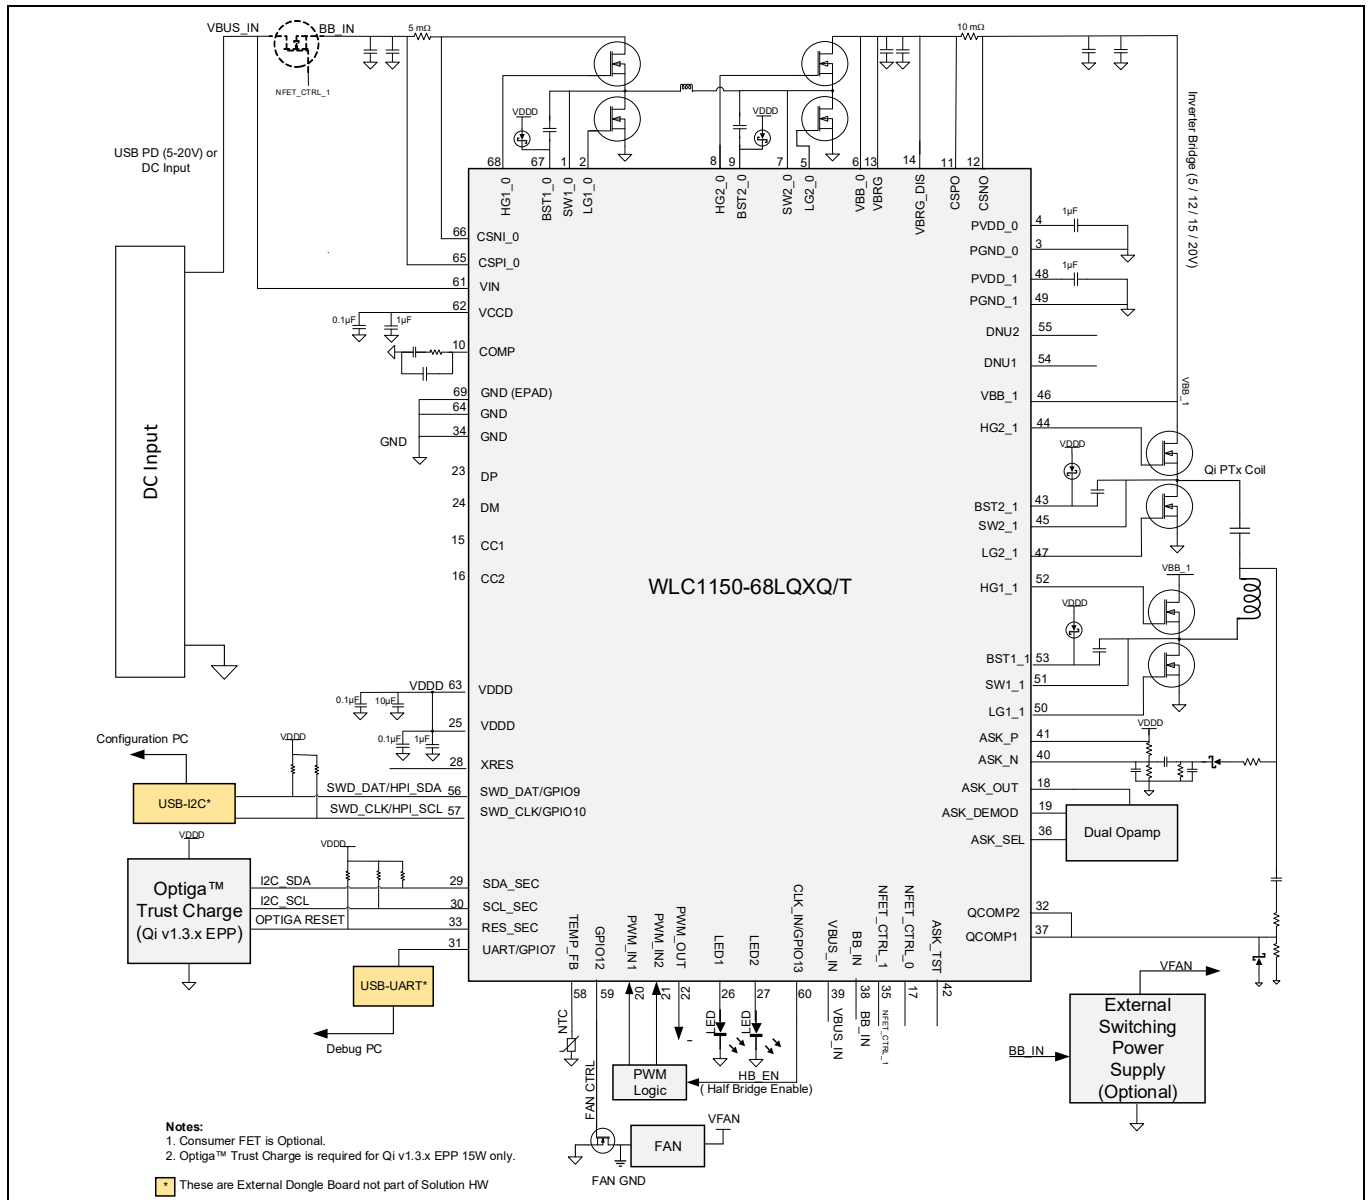 VBUS_IN
BB_IN
5 mΩ
10 mΩ
NFET_CTRL_1
VDDD
VDDD
USB PD (5-20V) or
DC Input
Inverter Bridge (5 / 12 / 15 / 20V)
68
67
1
2
8
9
7
5
6
13
14
11
12
HG1_0
BST1_0
SW1_0
LG1_0
HG2_0
BST2_0
SW2_0
LG2_0
VBB_0
VBRG
VBRG_DIS
CSPO
CSNO
66 CSNI_0
65 CSPI_0
61 VIN
62 VCCD
0.1µF
1µF
10 COMP
69 GND (EPAD)
64 GND
34 GND
GND
23 DP
24 DM
15 CC1
16 CC2
DC Input
WLC1150-68LQXQ/T
PVDD_0 4
1µF
PGND_0 3
PVDD_1 48
1µF
PGND_1 49
DNU2 55
DNU1 54
VBB_1 46
VBB_1
HG2_1 44
VDDD
Qi PTx Coil
BST2_1 43
SW2_1 45
LG2_1 47
HG1_1 52
VBB_1
VDDD
BST1_1 53
SW1_1 51
LG1_1 50
VDDD
ASK_P 41
ASK_N 40
ASK_OUT 18
ASK_DEMOD 19
ASK_SEL 36
Dual Opamp
QCOMP2 32
QCOMP1 37
VDDD 63 VDDD
0.1µF
10µF
25 VDDD
0.1µF
1µF
28 XRES
Configuration PC
VDDD
USB-I2C*
SWD_DAT/HPI_SDA 56 SWD_DAT/GPIO9
SWD_CLK/HPI_SCL 57 SWD_CLK/GPIO10
VDDD
VDDD
Optiga™
Trust Charge
(Qi v1.3.x EPP)
I2C_SDA 29 SDA_SEC
I2C_SCL 30 SCL_SEC
OPTIGA RESET 33 RES_SEC
31 UART/GPIO7
USB-UART*
Debug PC
TEMP_FB
GPIO12
PWM_IN1
PWM_IN2
PWM_OUT
LED1
LED2
CLK_IN/GPIO13
VBUS_IN
BB_IN
NFET_CTRL_1
NFET_CTRL_0
ASK_TST
58
59
20
21
22
26
27
60
39
38
35
17
42
NTC
FAN CTRL
LED
LED
VBUS_IN
BB_IN
NFET_CTRL_1
PWM
Logic
HB_EN
( Half Bridge Enable)
VFAN
FAN
FAN GND
VFAN
External
Switching
Power
Supply
(Optional)
BB_IN
Notes:
1. Consumer FET is Optional.
2. Optiga™ Trust Charge is required for Qi v1.3.x EPP 15W only.
* These are External Dongle Board not part of Solution HW